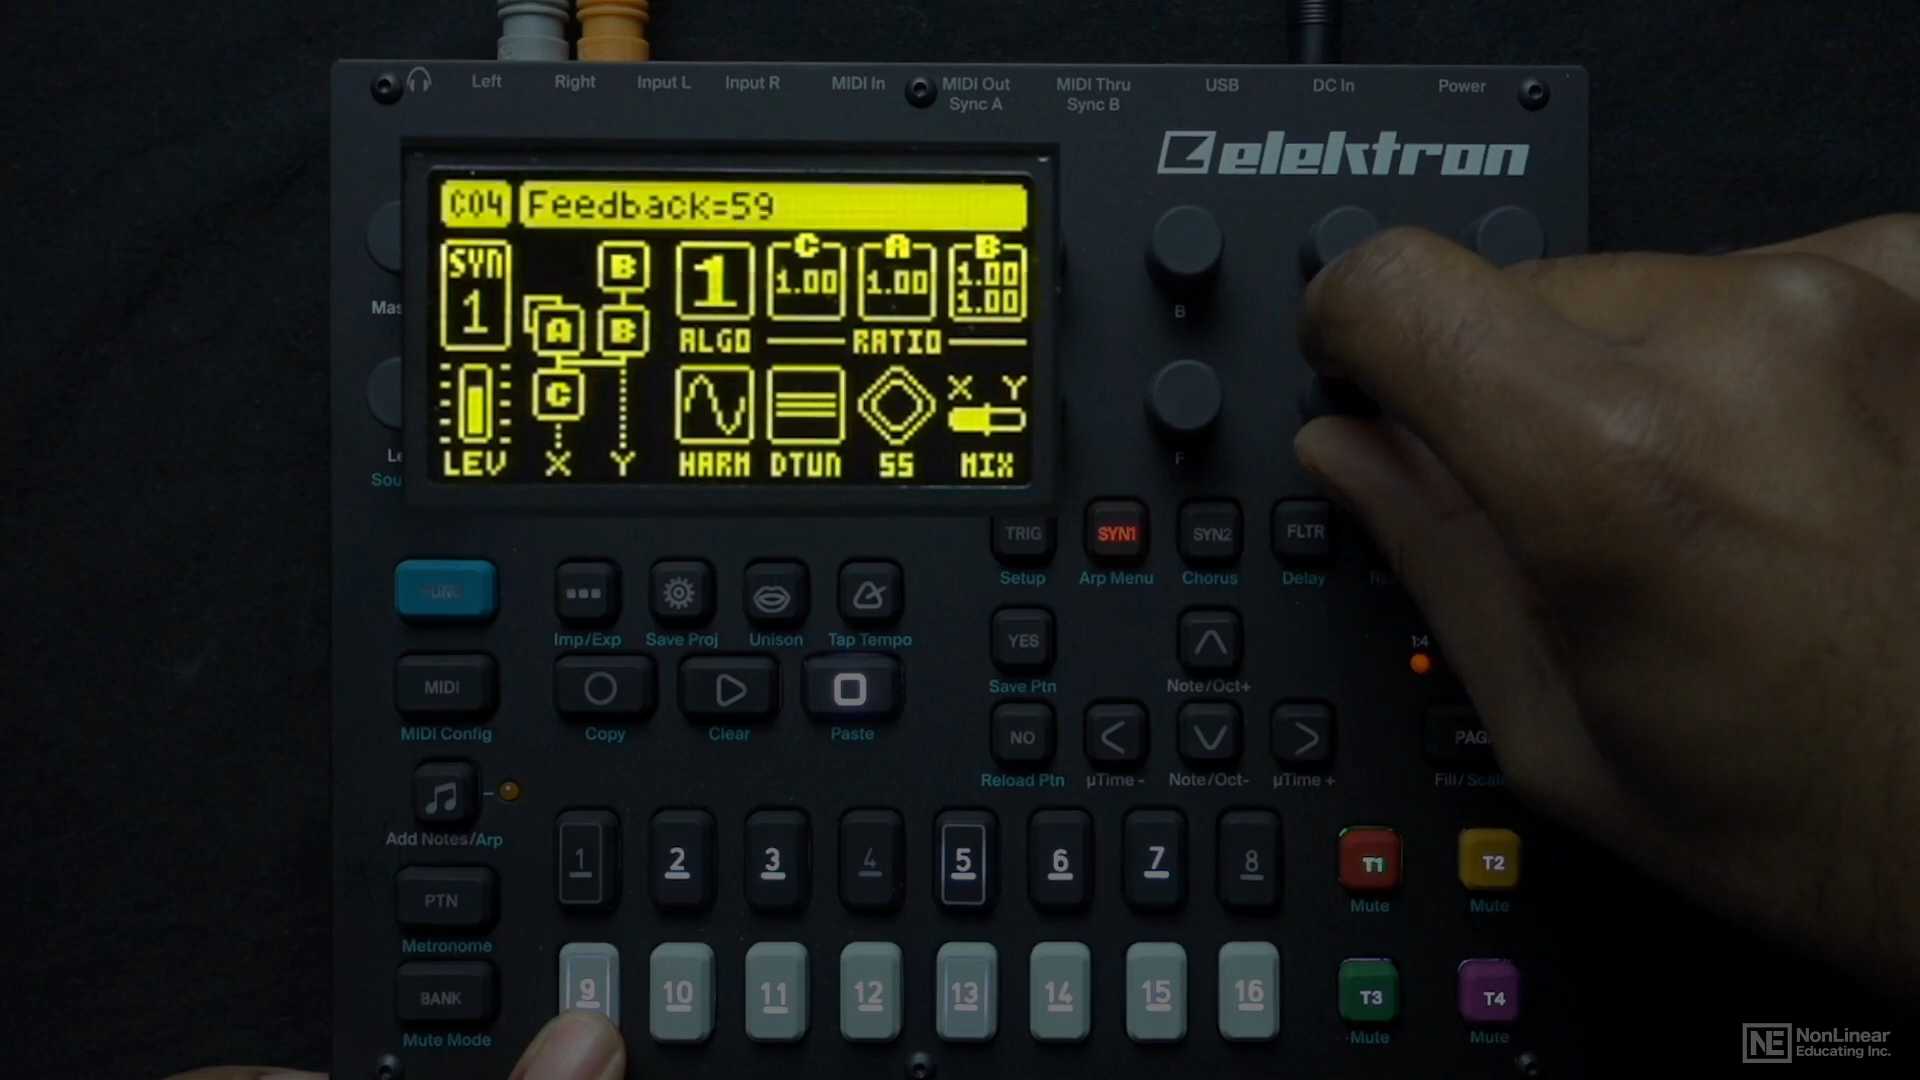 Left Right Input L Input R MIDI In MIDI Out MIDI Thru USB DC In Power
Sync A Sync B
elektron
C04 Feedback=59
SYN
1
B
A B
C
X Y
LEV
1
ALGO
C
1.00
A
1.00
RATIO
B
1.00
1.00
HARM DTUN 55 MIX
X Y
B
F
TRIG SYN1 SYN2 FLTR
Setup Arp Menu Chorus Delay
Imp/Exp Save Proj Unison Tap Tempo
YES
Save Ptn Note/Oct+
1:4
MIDI
MIDI Config Copy Clear Paste
NO
Reload Ptn µTime - Note/Oct- µTime + Fill/
Add Notes/Arp
PTN
Metronome
BANK
Mute Mode
1 2 3 4 5 6 7 8
9 10 11 12 13 14 15 16
T1 T2
Mute Mute
T3 T4
Mute Mute
NE NonLinear
Educating Inc.